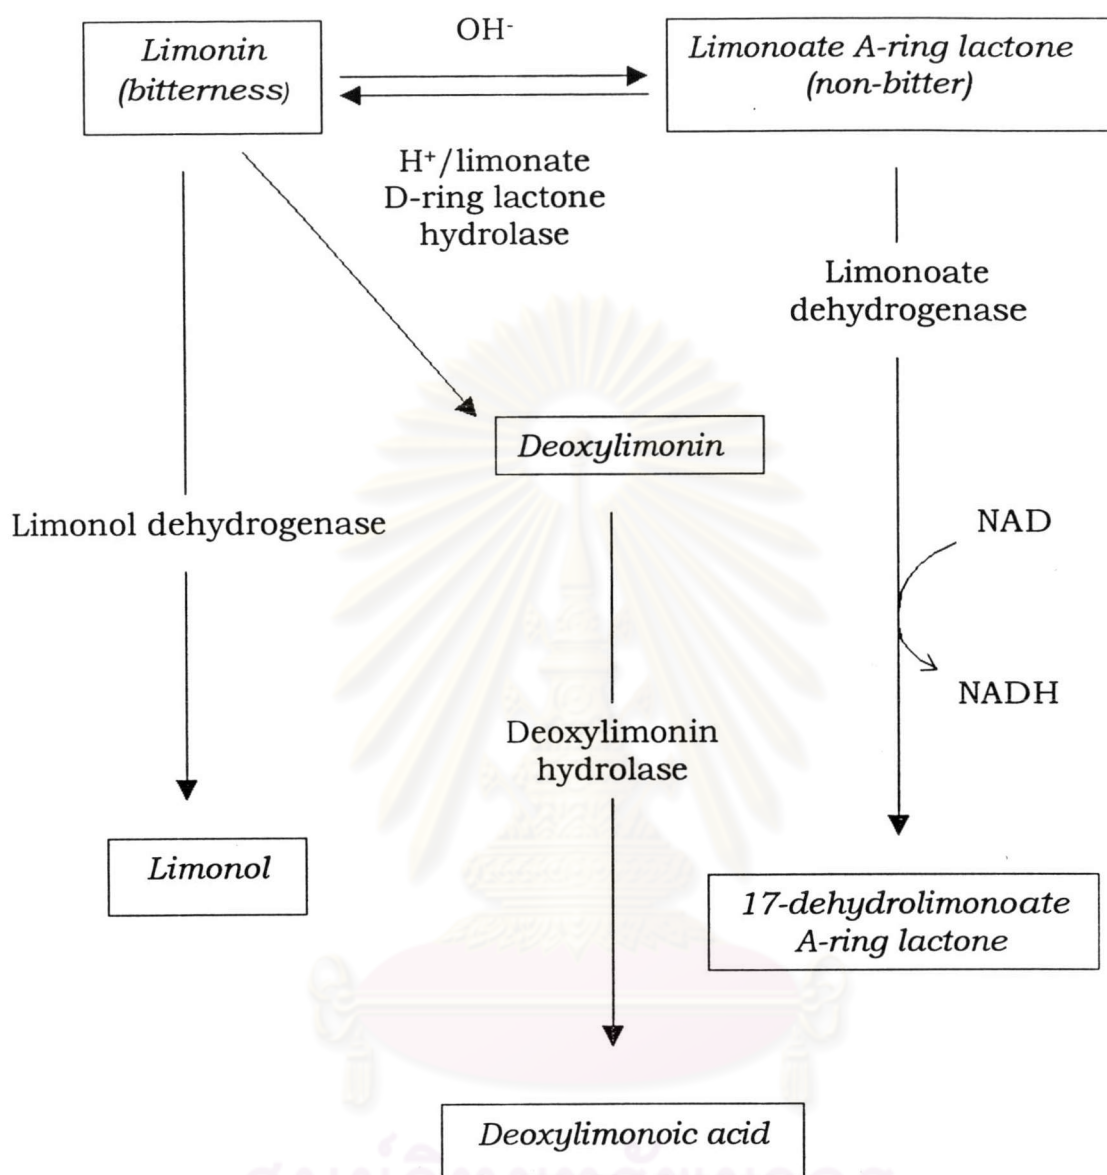 OH-
Limonin
(bitterness)
Limonoate A-ring lactone
(non-bitter)
H+/limonate
D-ring lactone
hydrolase
Limonoate
dehydrogenase
Deoxylimonin
Limonol dehydrogenase
NAD
NADH
Deoxylimonin
hydrolase
Limonol
17-dehydrolimonoate
A-ring lactone
Deoxylimonoic acid